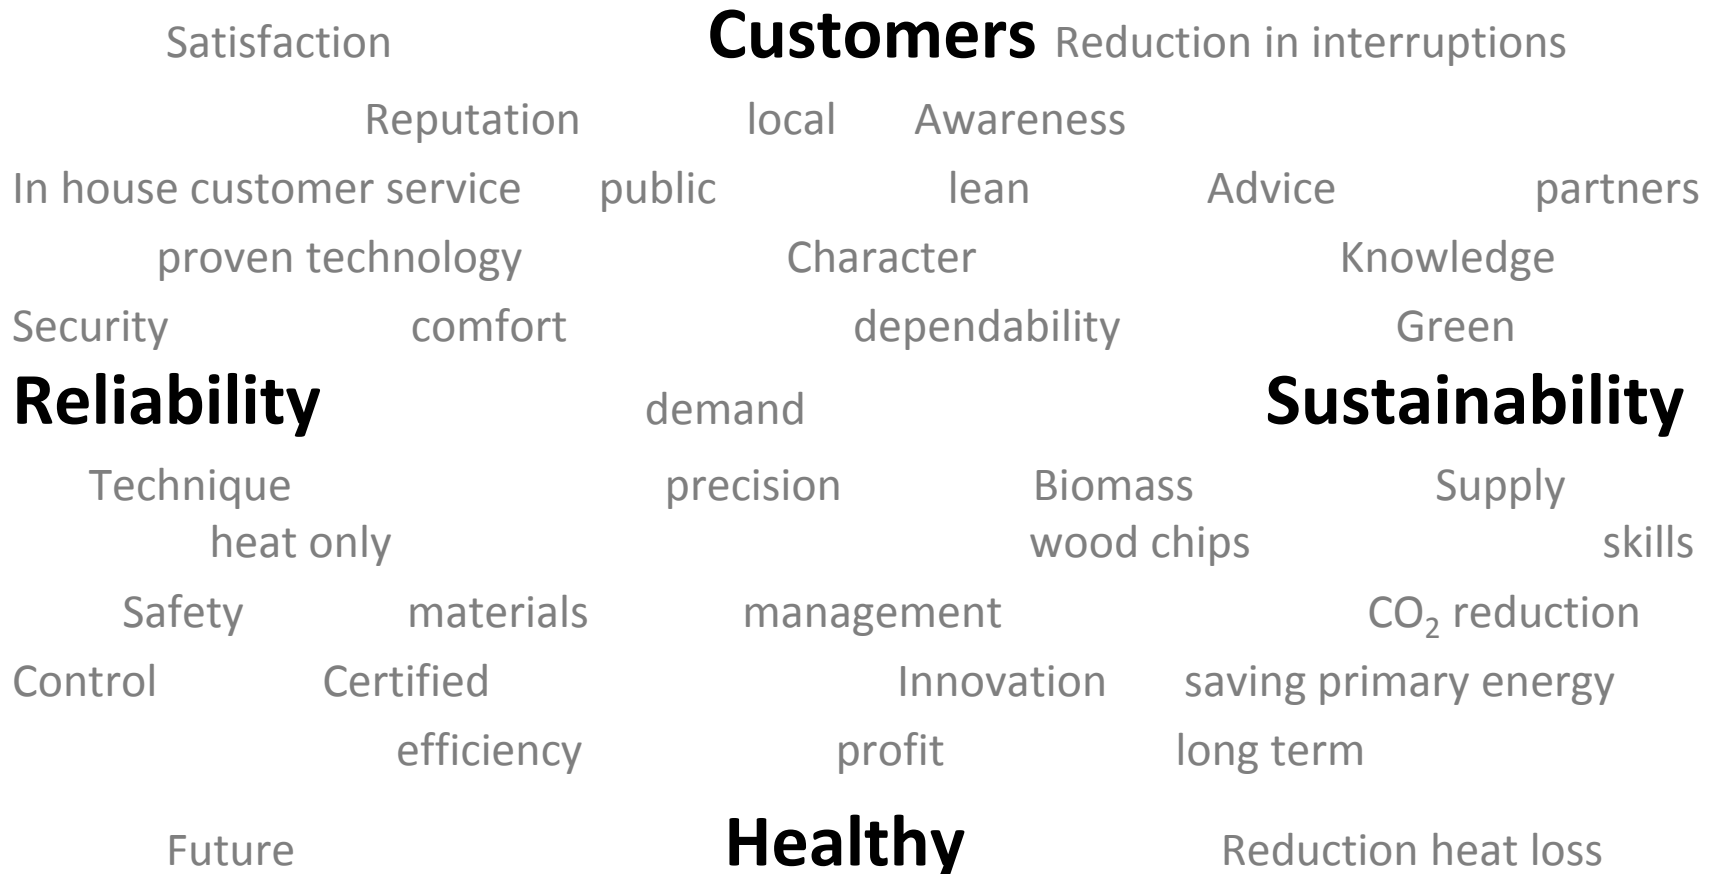 Satisfaction Customers Reduction in interruptions
Reputation local Awareness
In house customer service public lean Advice partners
proven technology Character Knowledge
Security comfort dependability Green
Reliability demand Sustainability
Technique precision Biomass Supply
heat only wood chips skills
Safety materials management CO₂ reduction
Control Certified Innovation saving primary energy
efficiency profit long term
Future Healthy Reduction heat loss